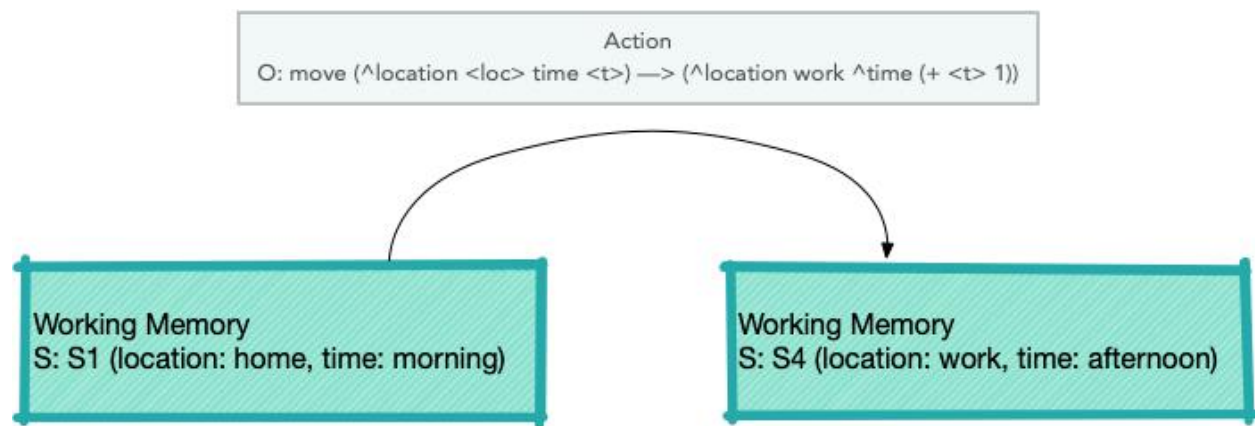 Action
O: move (^location <loc> time <t>) —> (^location work ^time (+ <t> 1))
Working Memory
S: S1 (location: home, time: morning)
Working Memory
S: S4 (location: work, time: afternoon)